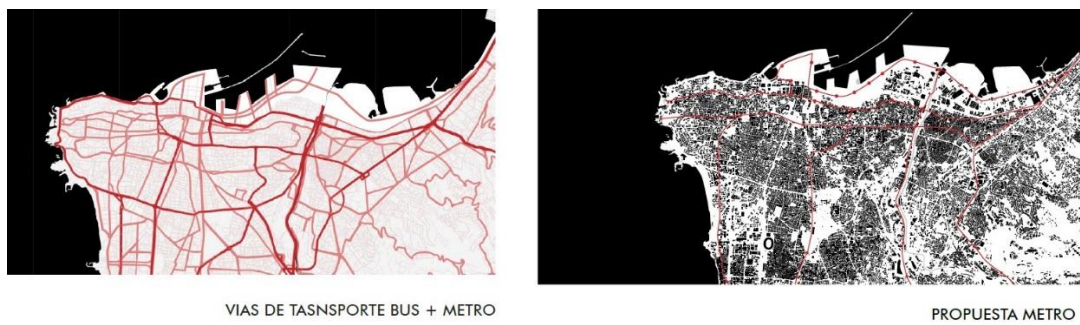 VIAS DE TASNSPORTE BUS + METRO
PROPUESTA METRO